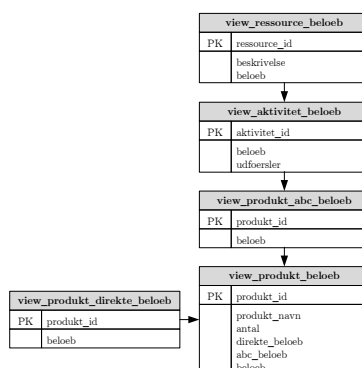 view_ressource_beloeb
PK ressource_id
beskrivelse
beloeb
view_aktivitet_beloeb
PK aktivitet_id
beloeb
udfoersler
view_produkt_abc_beloeb
PK produkt_id
beloeb
view_produkt_direkte_beloeb
PK produkt_id
beloeb
view_produkt_beloeb
PK produkt_id
produkt_navn
antal
direkte_beloeb
abc_beloeb
beloeb